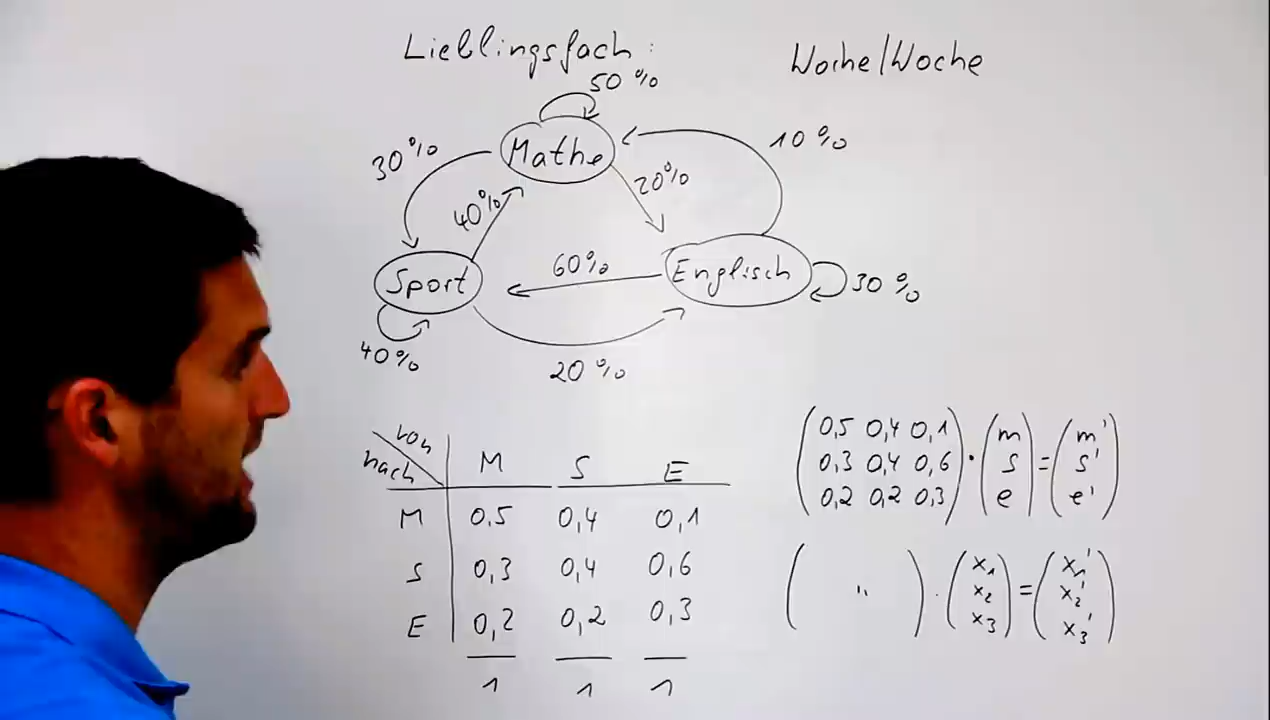 Lieblingsfach: Woche/Woche
50%
Mathe
10%
30%
40%
20%
Sport
60%
Englisch
30%
40%
20%
von
nach M S E
M 0,5 0,4 0,1
S 0,3 0,4 0,6
E 0,2 0,2 0,3
1 1 1
(0,5 0,4 0,1) (m) (m')
(0,3 0,4 0,6) · (s) = (s')
(0,2 0,2 0,3) (e) (e')
( ) (x₁) (x₁')
( " ) · (x₂) = (x₂')
( ) (x₃) (x₃')